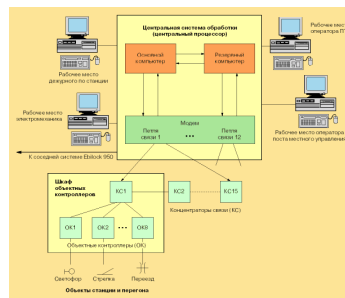 Центральная система обработки
(центральный процессор)
Рабочее место
оператора ПТ
Основной
компьютер
Резервный
компьютер
Рабочее место
дежурного по станции
Рабочее место
электромеханика
Модем
Петля
связи 1
•••
Петля
связи 12
Рабочее место оператора
поста местного управления
К соседней системе Ebilock 950
Шкаф
объектных
контроллеров
КС1
КС2
КС15
Концентраторы связи (КС)
ОК1
ОК2
•••
ОК8
Объектные контроллеры (ОК)
Светофор
Стрелка
Переезд
Объекты станции и перегона